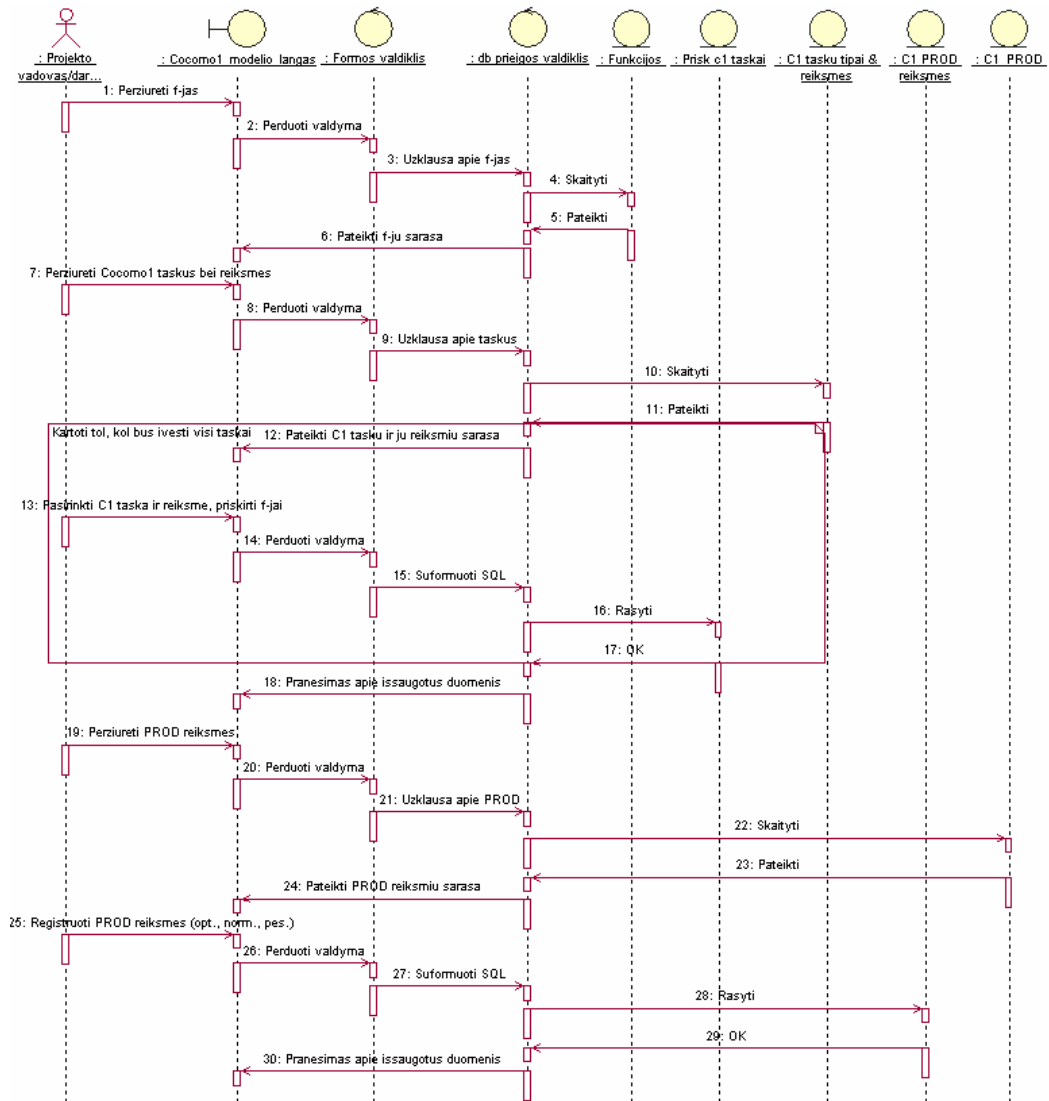 : Projekto
vadovas/dar...
: Cocomo1 modelio langas
: Formos valdiklis
: db prieigos valdiklis
: Funkcijos
: Prisk c1 taskai
: C1 tasku tipai &
reiksmes
: C1 PROD
reiksmes
: C1 PROD
1: Perziureti f-jas
2: Perduoti valdyma
3: Uzklausa apie f-jas
4: Skaityti
5: Pateikti
6: Pateikti f-ju sarasa
7: Perziureti Cocomo1 taskus bei reiksmes
8: Perduoti valdyma
9: Uzklausa apie taskus
10: Skaityti
11: Pateikti
Kartoti tol, kol bus ivesti visi taskai
12: Pateikti C1 tasku ir ju reiksmiu sarasa
13: Pasirinkti C1 taska ir reiksme, priskirti f-jai
14: Perduoti valdyma
15: Suformuoti SQL
16: Rasyti
17: OK
18: Pranesimas apie issaugotus duomenis
19: Perziureti PROD reiksmes
20: Perduoti valdyma
21: Uzklausa apie PROD
22: Skaityti
23: Pateikti
24: Pateikti PROD reiksmiu sarasa
25: Registruoti PROD reiksmes (opt., norm., pes.)
26: Perduoti valdyma
27: Suformuoti SQL
28: Rasyti
29: OK
30: Pranesimas apie issaugotus duomenis